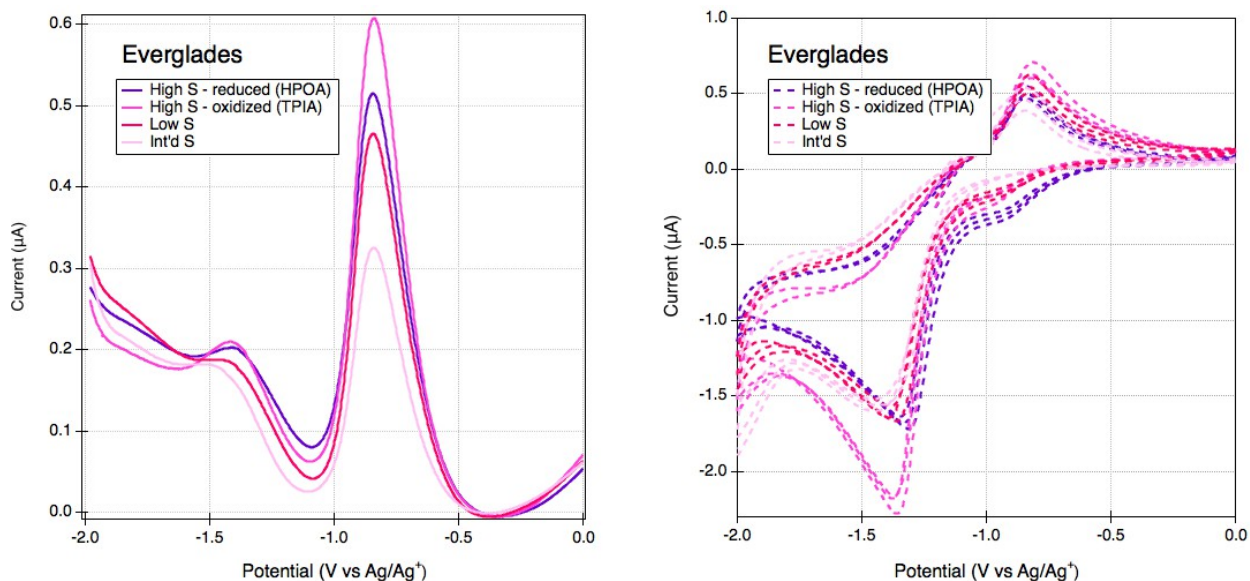 0.6
0.5
0.4
0.3
0.2
0.1
0.0
Current (µA)
Everglades
High S - reduced (HPOA)
High S - oxidized (TPIA)
Low S
Int'd S
-2.0 -1.5 -1.0 -0.5 0.0
Potential (V vs Ag/Ag⁺)
1.0
0.5
0.0
-0.5
-1.0
-1.5
-2.0
Current (µA)
Everglades
High S - reduced (HPOA)
High S - oxidized (TPIA)
Low S
Int'd S
-2.0 -1.5 -1.0 -0.5 0.0
Potential (V vs Ag/Ag⁺)